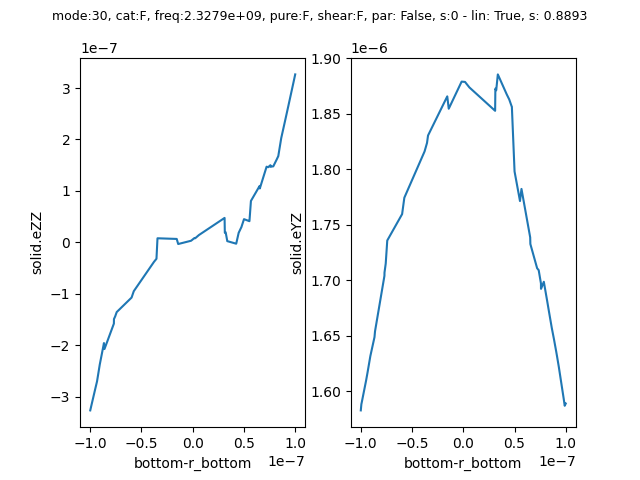 mode:30, cat:F, freq:2.3279e+09, pure:F, shear:F, par: False, s:0 - lin: True, s: 0.8893
1e−7
3
2
1
0
−1
−2
−3
solid.eZZ
−1.0
−0.5
0.0
0.5
1.0
bottom-r_bottom
1e−7
1e−6
1.90
1.85
1.80
1.75
1.70
1.65
1.60
solid.eYZ
−1.0
−0.5
0.0
0.5
1.0
bottom-r_bottom
1e−7